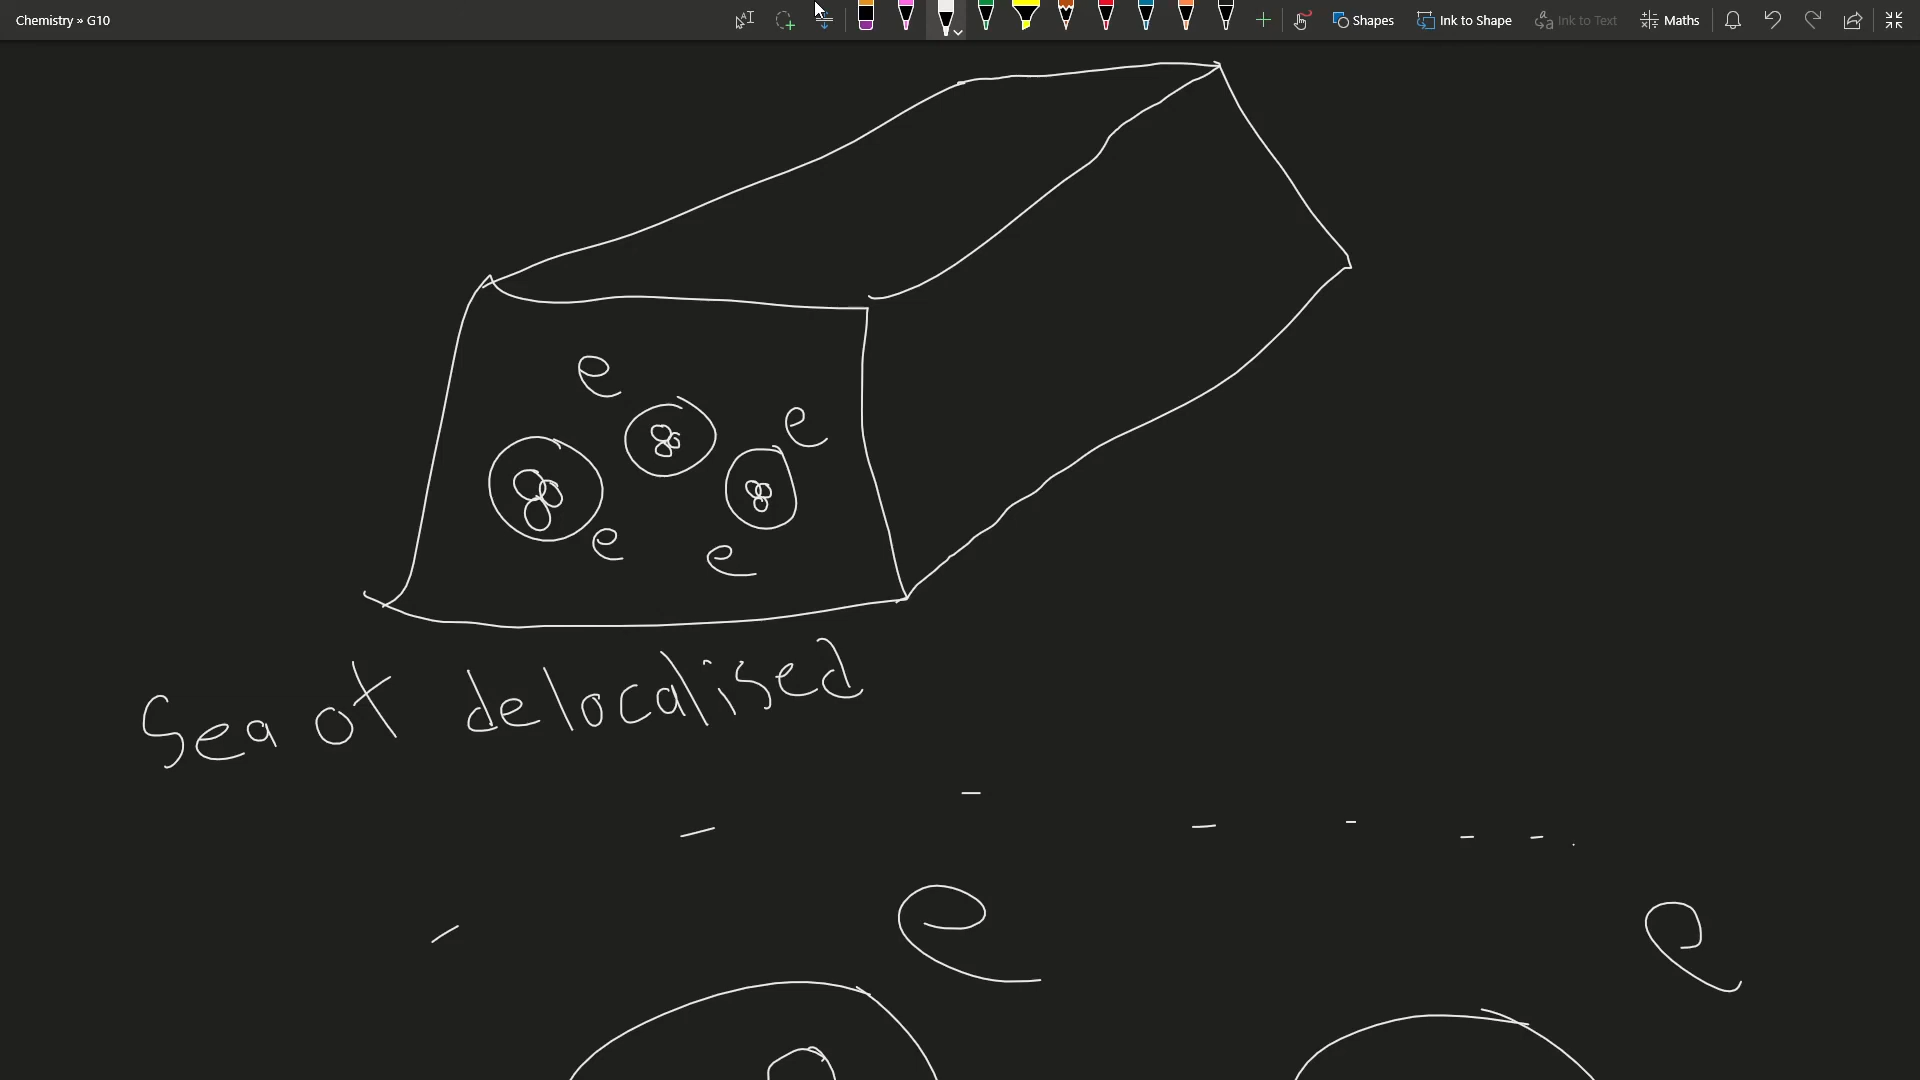 Chemistry » G10
Shapes
Ink to Shape
Ink to Text
Maths
e
e
e
e
Sea of delocalised
e
e